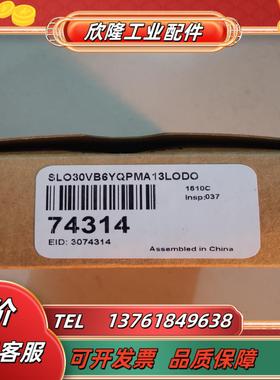 欣隆工业配件
SLO30VB6YQPMA13LODO
1610C
Insp:037
74314
EID: 3074314
Assembled in China
价
客服
TEL 13761849638
可开发票 品质保障